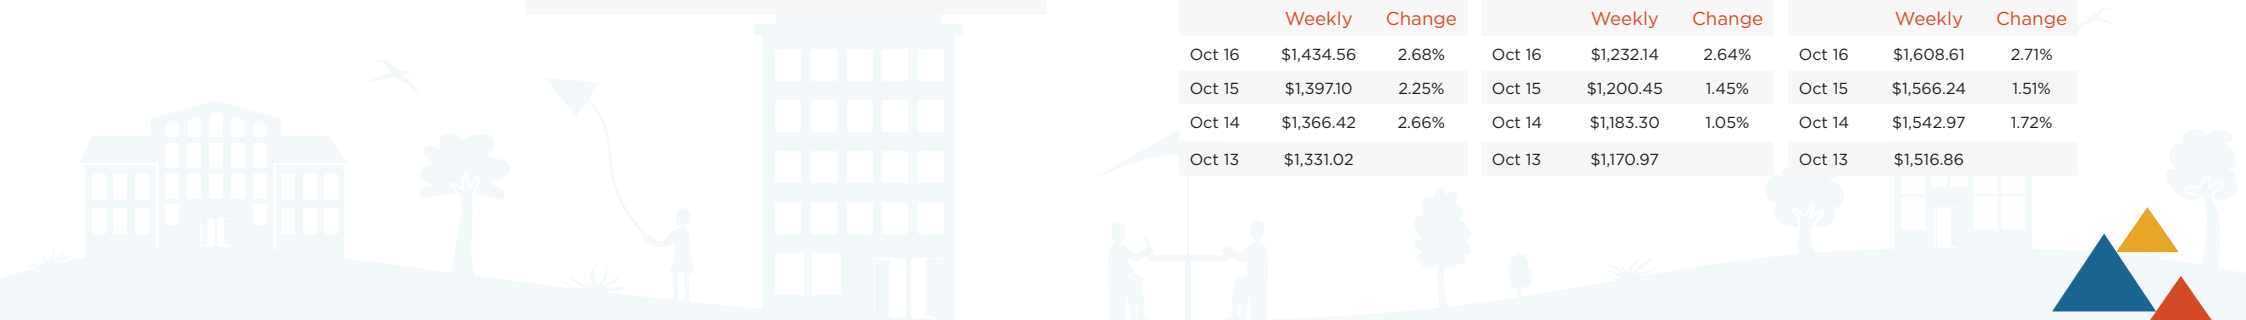 Weekly Change Weekly Change Weekly Change
Oct 16 $1,434.56 2.68% Oct 16 $1,232.14 2.64% Oct 16 $1,608.61 2.71%
Oct 15 $1,397.10 2.25% Oct 15 $1,200.45 1.45% Oct 15 $1,566.24 1.51%
Oct 14 $1,366.42 2.66% Oct 14 $1,183.30 1.05% Oct 14 $1,542.97 1.72%
Oct 13 $1,331.02 Oct 13 $1,170.97 Oct 13 $1,516.86